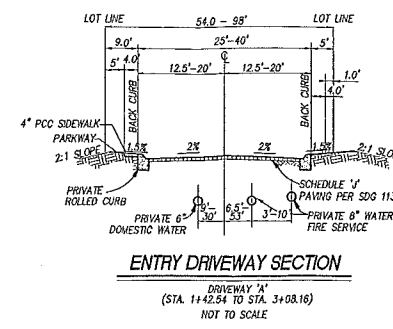 LOT LINE LOT LINE
54.0 - 98'
9.0' 25'-40' 5'
5' 4.0' 1.0'
12.5'-20' 12.5'-20'
4.0'
BACK CURB BACK CURB
4" PCC SIDEWALK
PARKWAY
2:1 SLOPE 1.5% 2% 2% 1.5% 2:1 SLO
PRIVATE
ROLLED CURB
SCHEDULE 'J'
PAVING PER SDG 113
PRIVATE 6"
DOMESTIC WATER
9'-
30'
6.5'-
53'
3'-10'
PRIVATE 8" WATER
FIRE SERVICE
ENTRY DRIVEWAY SECTION
DRIVEWAY 'A'
(STA. 1+42.54 TO STA. 3+08.16)
NOT TO SCALE